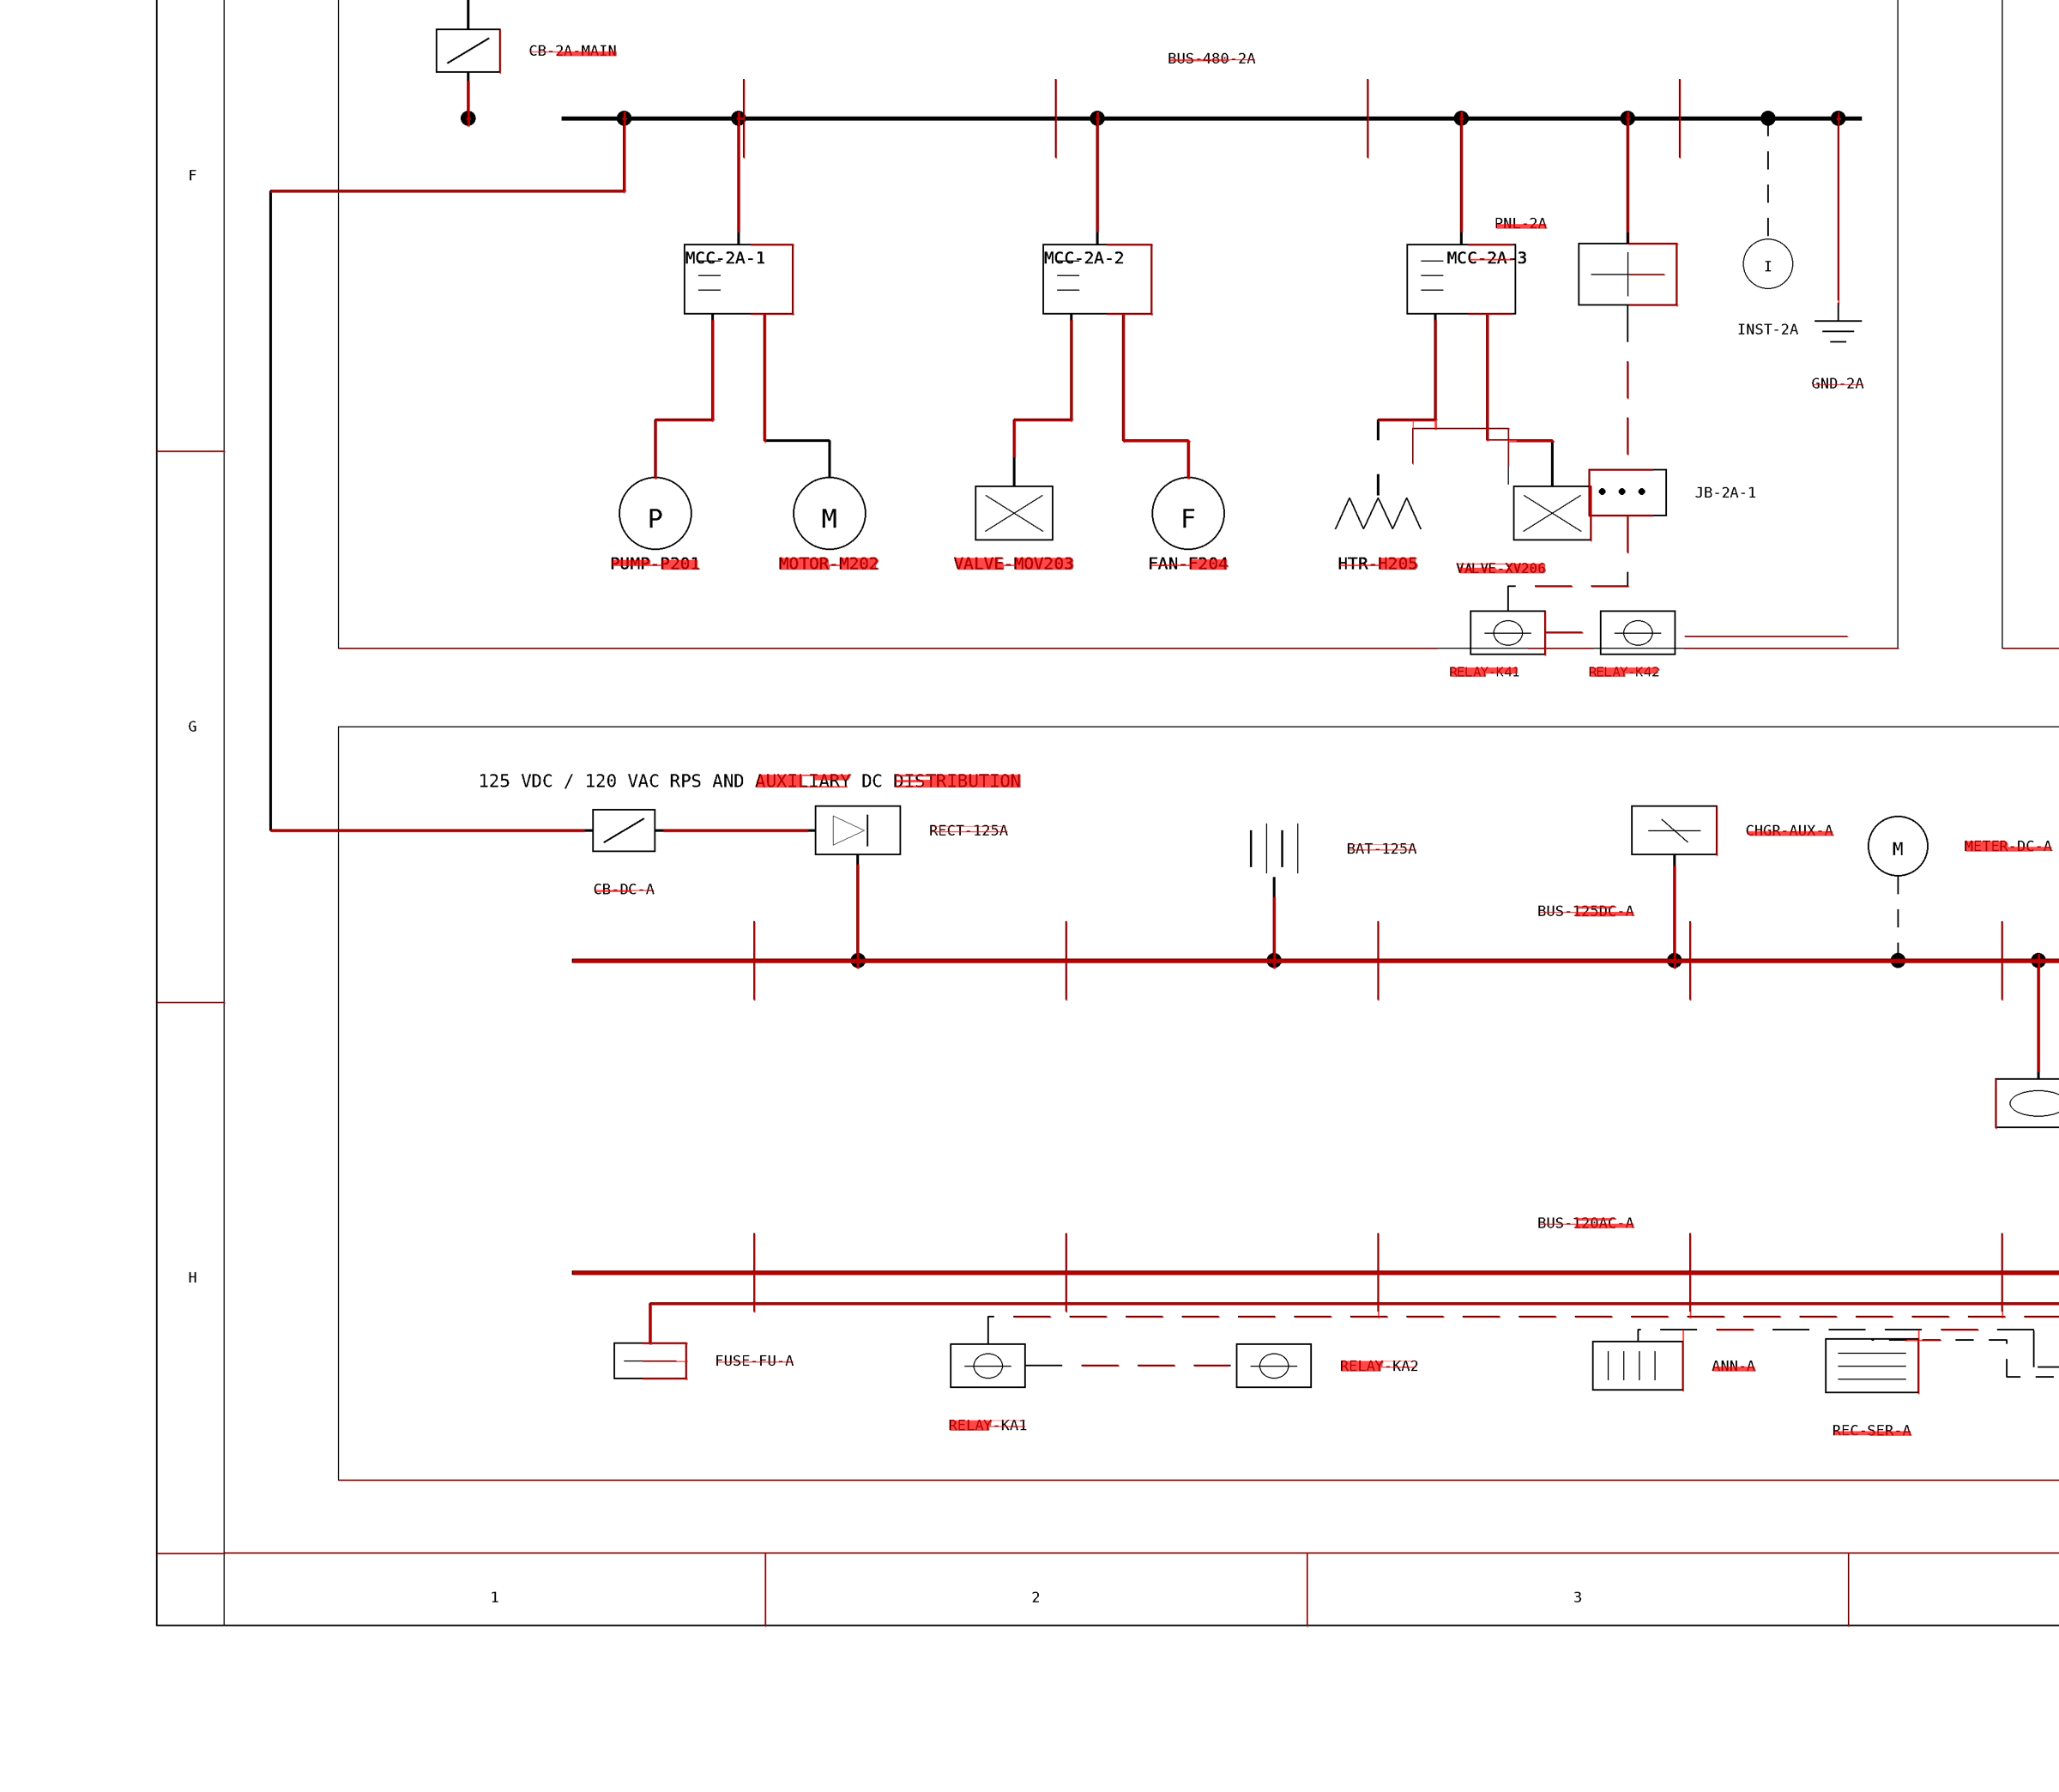 CB-2A-MAIN
BUS-480-2A
F
PNL-2A
MCC-2A-1
MCC-2A-2
MCC-2A-3
I
INST-2A
GND-2A
JB-2A-1
P
M
F
PUMP-P201
MOTOR-M202
VALVE-MOV203
FAN-F204
HTR-H205
VALVE-XV206
RELAY-K41
RELAY-K42
G
125 VDC / 120 VAC RPS AND AUXILIARY DC DISTRIBUTION
RECT-125A
BAT-125A
CHGR-AUX-A
M
METER-DC-A
CB-DC-A
BUS-125DC-A
BUS-120AC-A
H
FUSE-FU-A
RELAY-KA2
ANN-A
RELAY-KA1
REC-SER-A
1
2
3